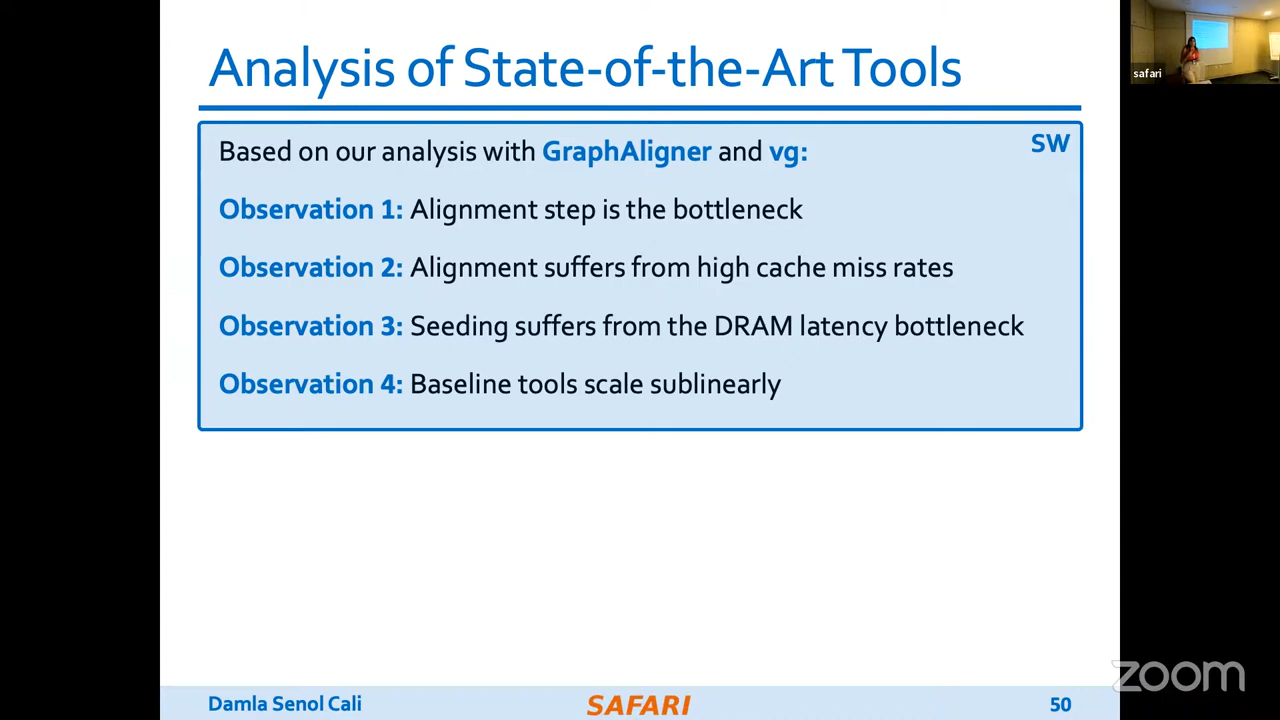 Analysis of State-of-the-Art Tools
Based on our analysis with GraphAligner and vg:
SW
Observation 1: Alignment step is the bottleneck
Observation 2: Alignment suffers from high cache miss rates
Observation 3: Seeding suffers from the DRAM latency bottleneck
Observation 4: Baseline tools scale sublinearly
Damla Senol Cali
SAFARI
50
safari
zoom